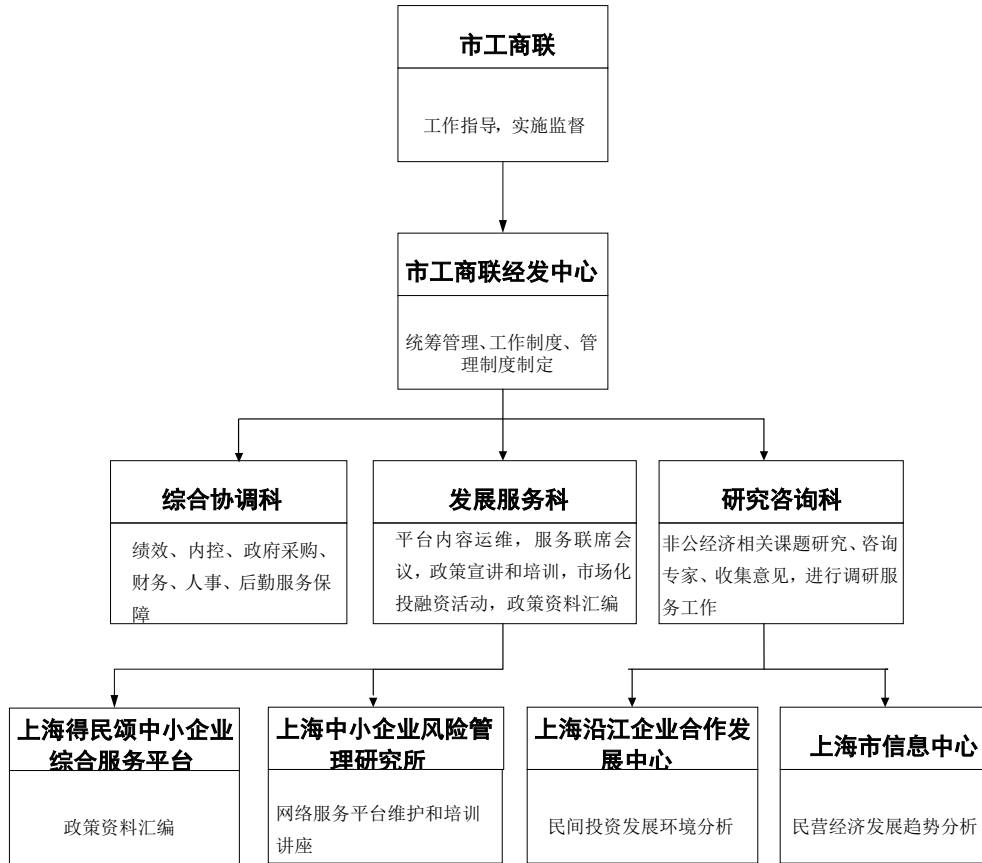 市工商联
工作指导，实施监督
市工商联经发中心
统筹管理、工作制度、管
理制度制定
综合协调科
绩效、内控、政府采购、
财务、人事、后勤服务保
障
发展服务科
平台内容运维，服务联席会
议，政策宣讲和培训，市场化
投融资活动，政策资料汇编
研究咨询科
非公经济相关课题研究、咨询
专家、收集意见，进行调研服
务工作
上海得民颂中小企业
综合服务平台
政策资料汇编
上海中小企业风险管
理研究所
网络服务平台维护和培训
讲座
上海沿江企业合作发
展中心
民间投资发展环境分析
上海市信息中心
民营经济发展趋势分析